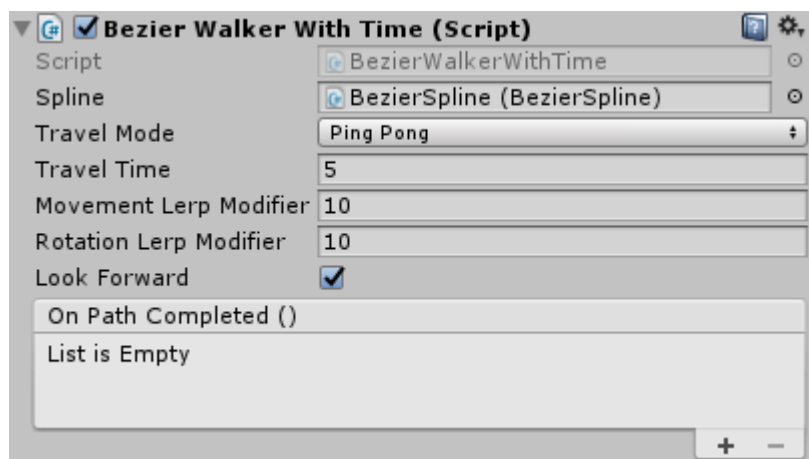 Bezier Walker With Time (Script)
Script BezierWalkerWithTime
Spline BezierSpline (BezierSpline)
Travel Mode Ping Pong
Travel Time 5
Movement Lerp Modifier 10
Rotation Lerp Modifier 10
Look Forward
On Path Completed ()
List is Empty